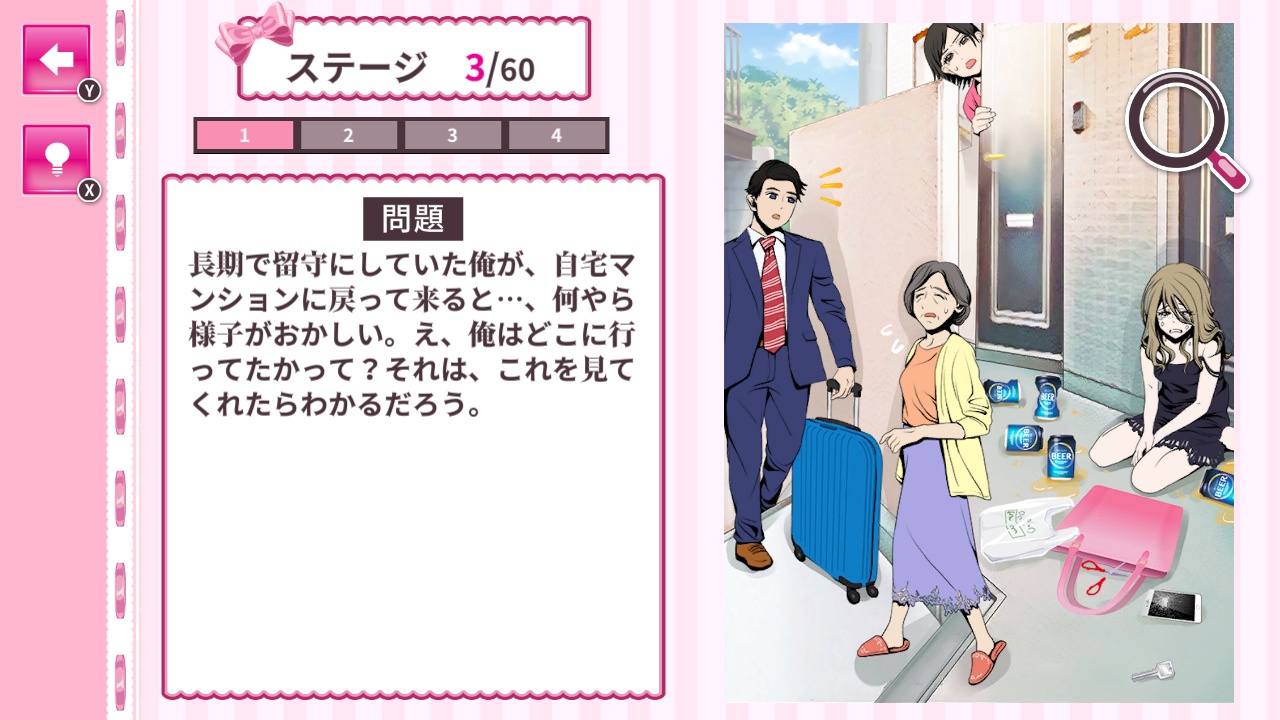 ステージ 3/60
1 2 3 4
問題
長期で留守にしていた俺が、自宅マ
ンションに戻って来ると…、何やら
様子がおかしい。え、俺はどこに行
ってたかって？それは、これを見て
くれたらわかるだろう。
Y
X
BEER
BEER
BEER
BEER
BEER